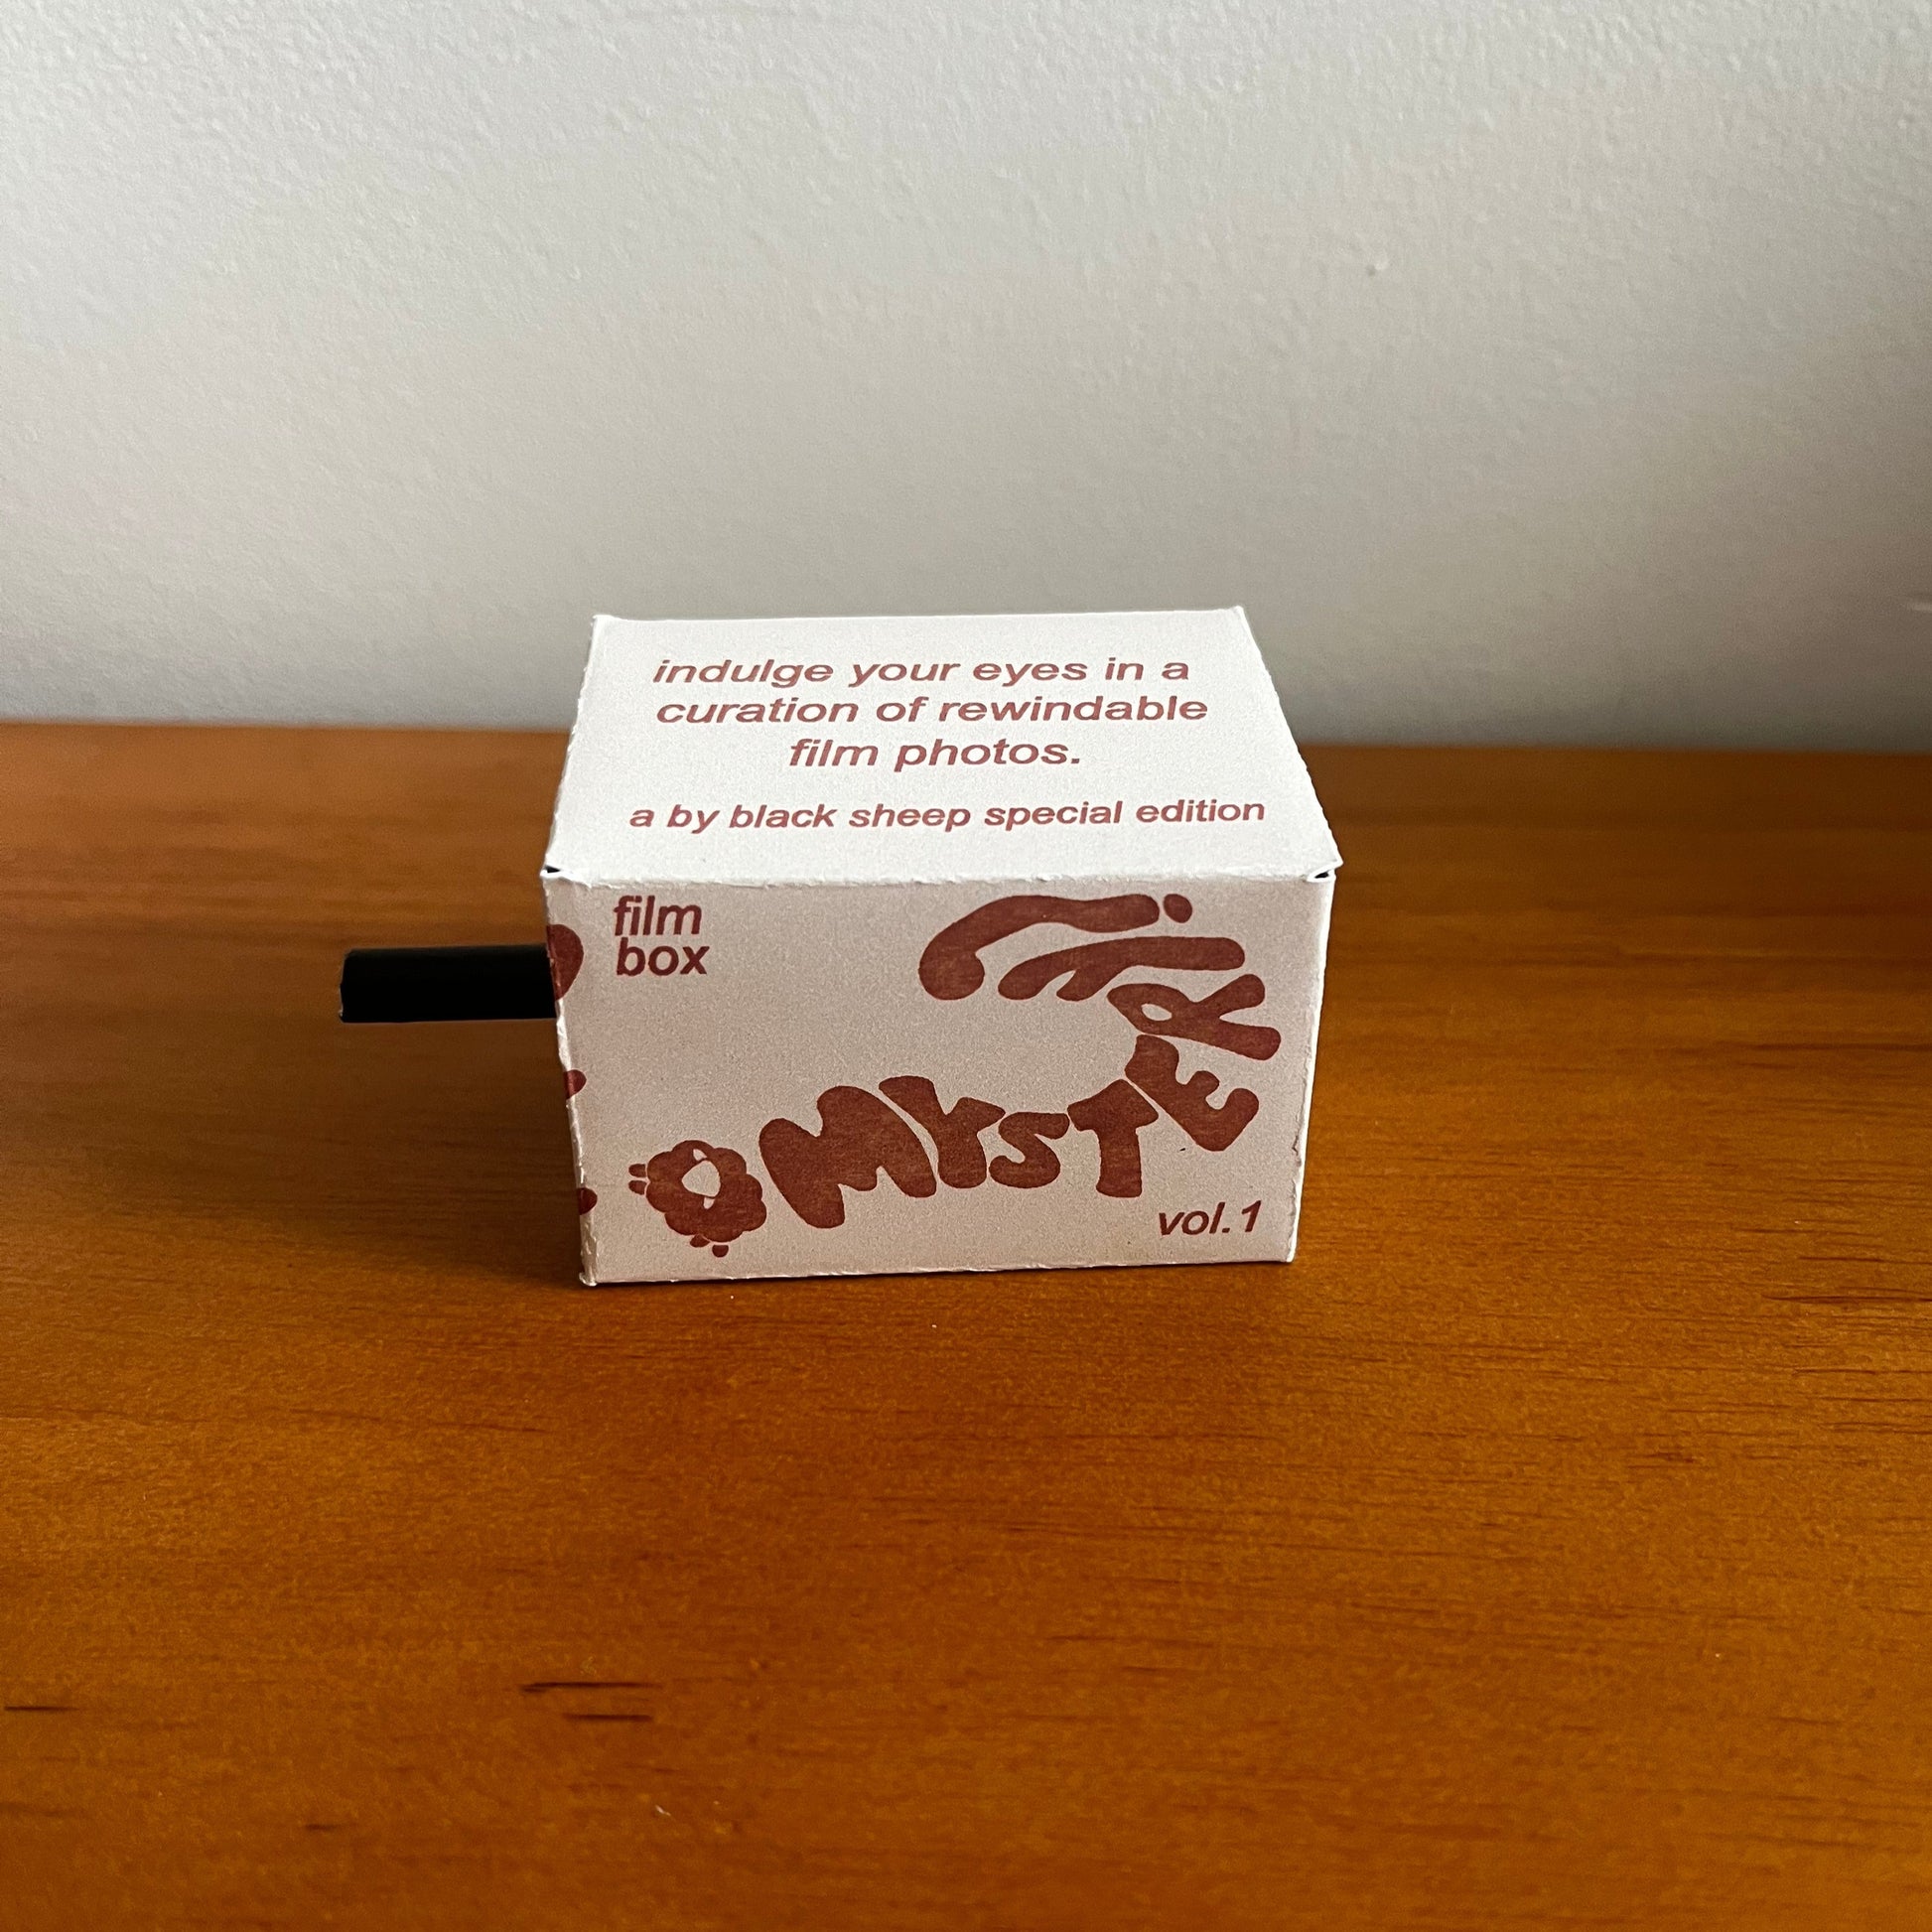 indulge your eyes in a
curation of rewindable
film photos.
a by black sheep special edition
film
box
MYSTERY
vol. 1